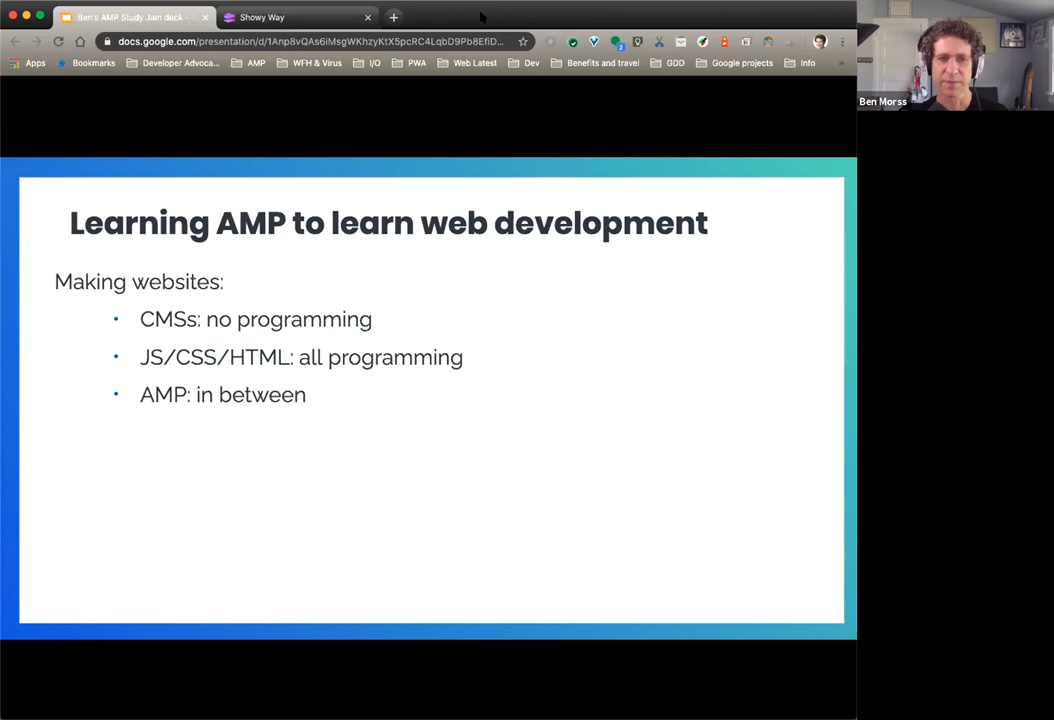 Ben's AMP Study Jam deck -
Showy Way
docs.google.com/presentation/d/1Anp8vQAs6iMsgWKhzyKtX5pcRC4LqbD9Pb8EfiD...
2
Apps
Bookmarks
Developer Advoca...
AMP
WFH & Virus
I/O
PWA
Web Latest
Dev
Benefits and travel
GDD
Google projects
Info
»
Ben Morss
Learning AMP to learn web development
Making websites:
• CMSs: no programming
• JS/CSS/HTML: all programming
• AMP: in between